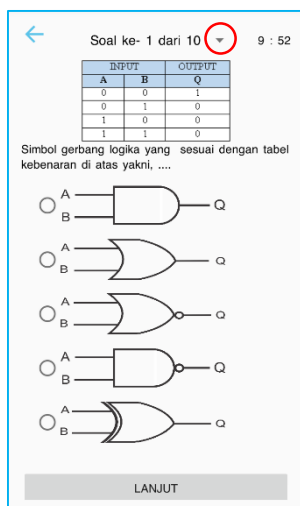 Soal ke- 1 dari 10 9 : 52
INPUT OUTPUT
A B Q
0 0 1
0 1 0
1 0 0
1 1 0
Simbol gerbang logika yang sesuai dengan tabel
kebenaran di atas yakni, ....
A
B Q
A
B Q
A
B Q
A
B Q
A
B Q
LANJUT